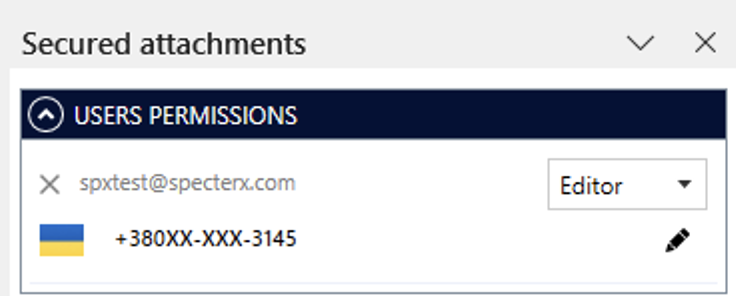 Secured attachments
USERS PERMISSIONS
spxtest@specterx.com Editor
+380XX-XXX-3145